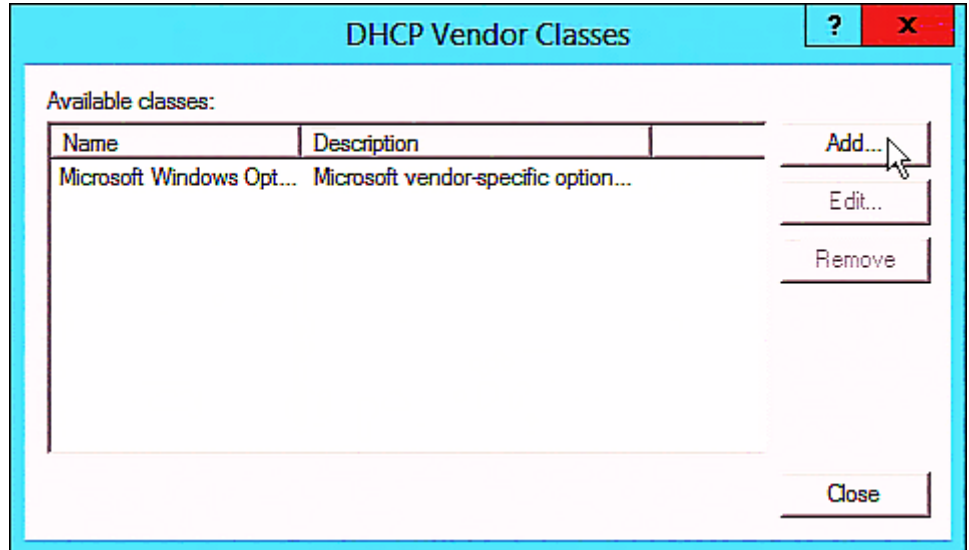 DHCP Vendor Classes
? x
Available classes:
Name Description
Microsoft Windows Opt... Microsoft vendor-specific option...
Add...
Edit...
Remove
Close